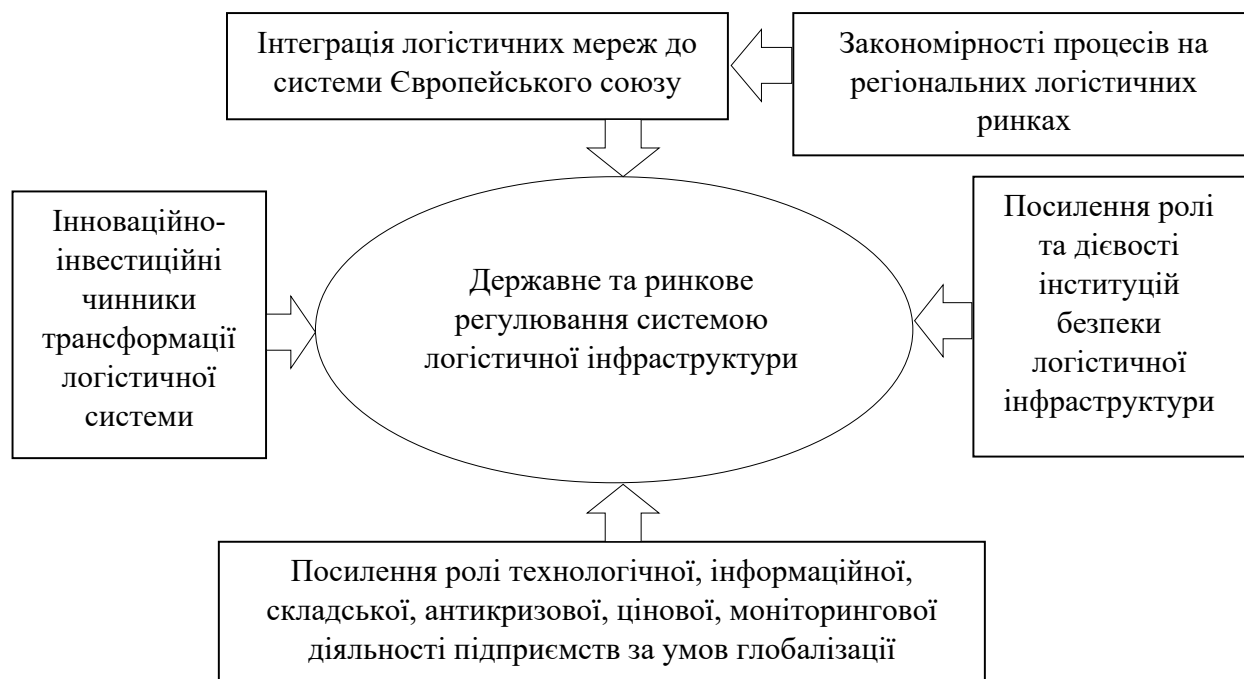 Інтеграція логістичних мереж до
системи Європейського союзу
Закономірності процесів на
регіональних логістичних
ринках
Інноваційно-
інвестиційні
чинники
трансформації
логістичної
системи
Державне та ринкове
регулювання системою
логістичної інфраструктури
Посилення ролі
та дієвості
інституцій
безпеки
логістичної
інфраструктури
Посилення ролі технологічної, інформаційної,
складської, антикризової, цінової, моніторингової
діяльності підприємств за умов глобалізації